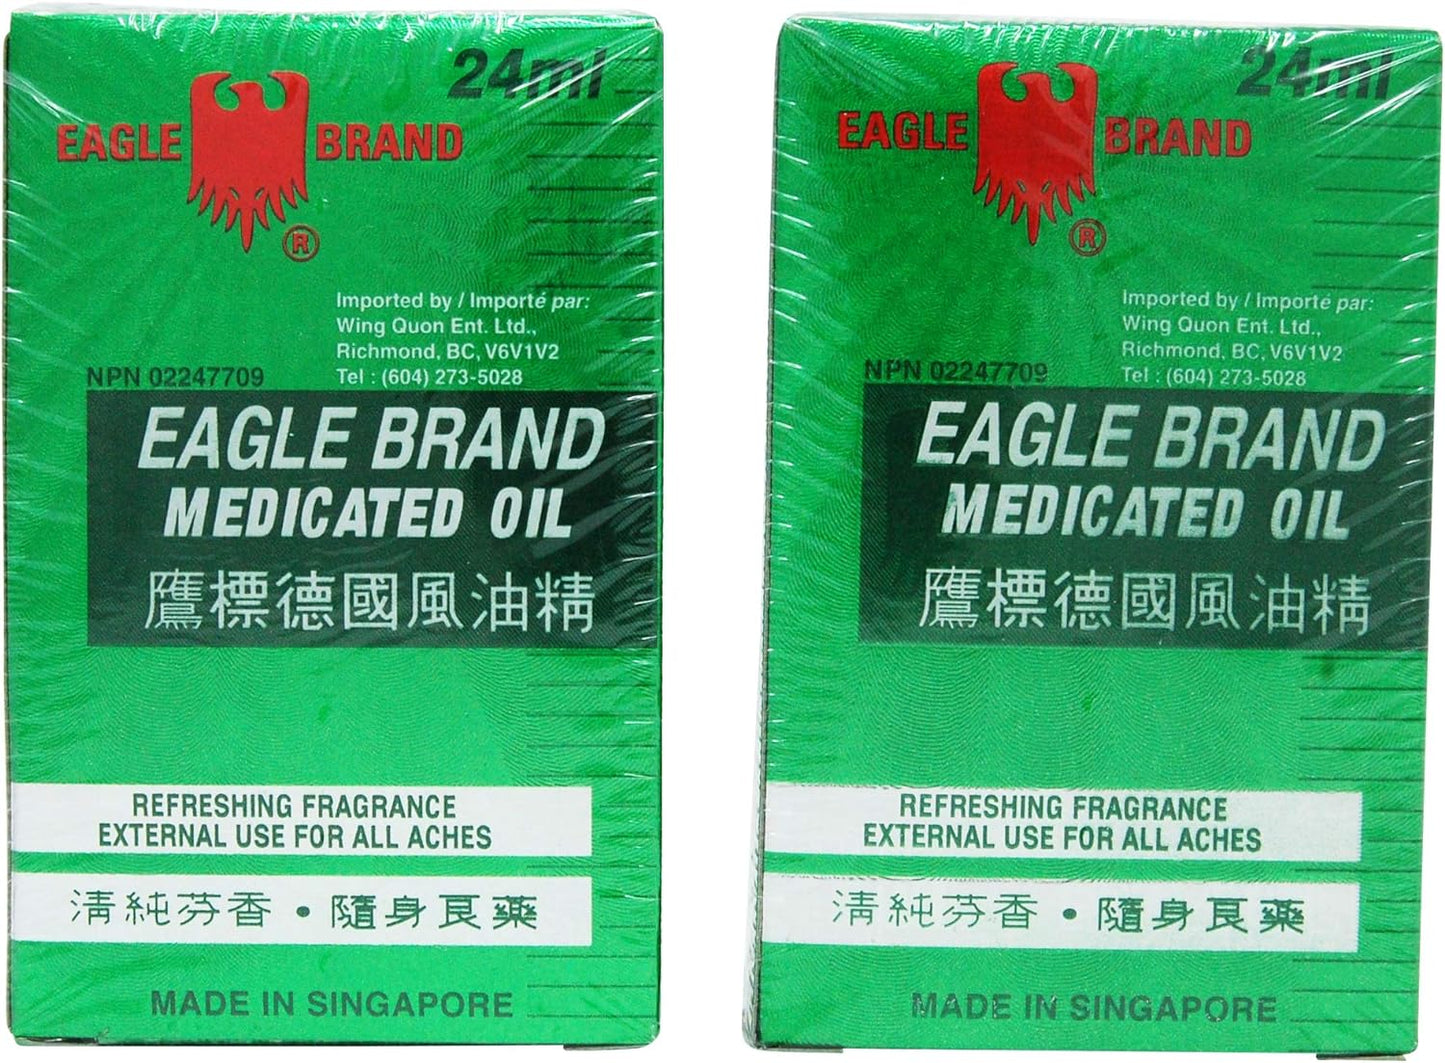 24ml
EAGLE BRAND
®
Imported by / Importé par:
Wing Quon Ent. Ltd.,
Richmond, BC, V6V1V2
Tel : (604) 273-5028
NPN 02247709
EAGLE BRAND
MEDICATED OIL
鷹標德國風油精
REFRESHING FRAGRANCE
EXTERNAL USE FOR ALL ACHES
清純芬香・隨身良藥
MADE IN SINGAPORE
24ml
EAGLE BRAND
®
Imported by / Importé par:
Wing Quon Ent. Ltd.,
Richmond, BC, V6V1V2
Tel : (604) 273-5028
NPN 02247709
EAGLE BRAND
MEDICATED OIL
鷹標德國風油精
REFRESHING FRAGRANCE
EXTERNAL USE FOR ALL ACHES
清純芬香・隨身良藥
MADE IN SINGAPORE